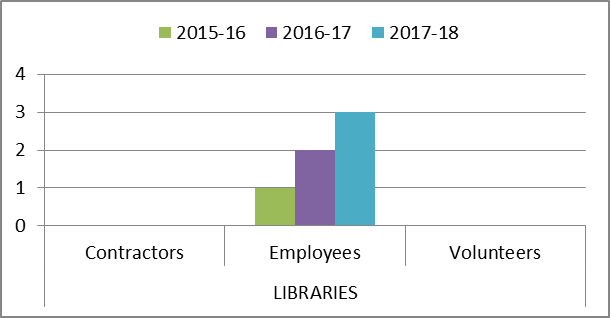 2015-16 2016-17 2017-18
4
3
2
1
0
Contractors Employees Volunteers
LIBRARIES